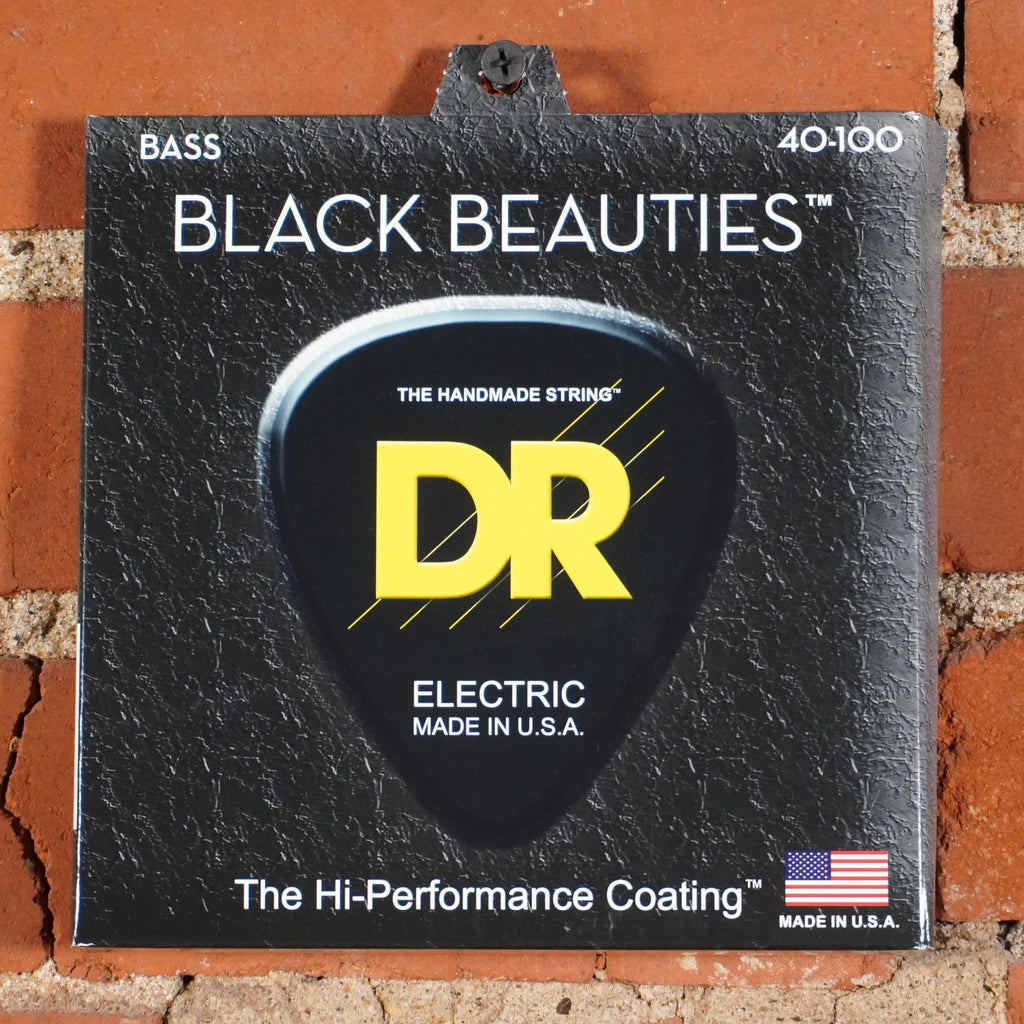 BASS
40-100
BLACK BEAUTIES™
THE HANDMADE STRING™
DR
ELECTRIC
MADE IN U.S.A.
The Hi-Performance Coating™
MADE IN U.S.A.